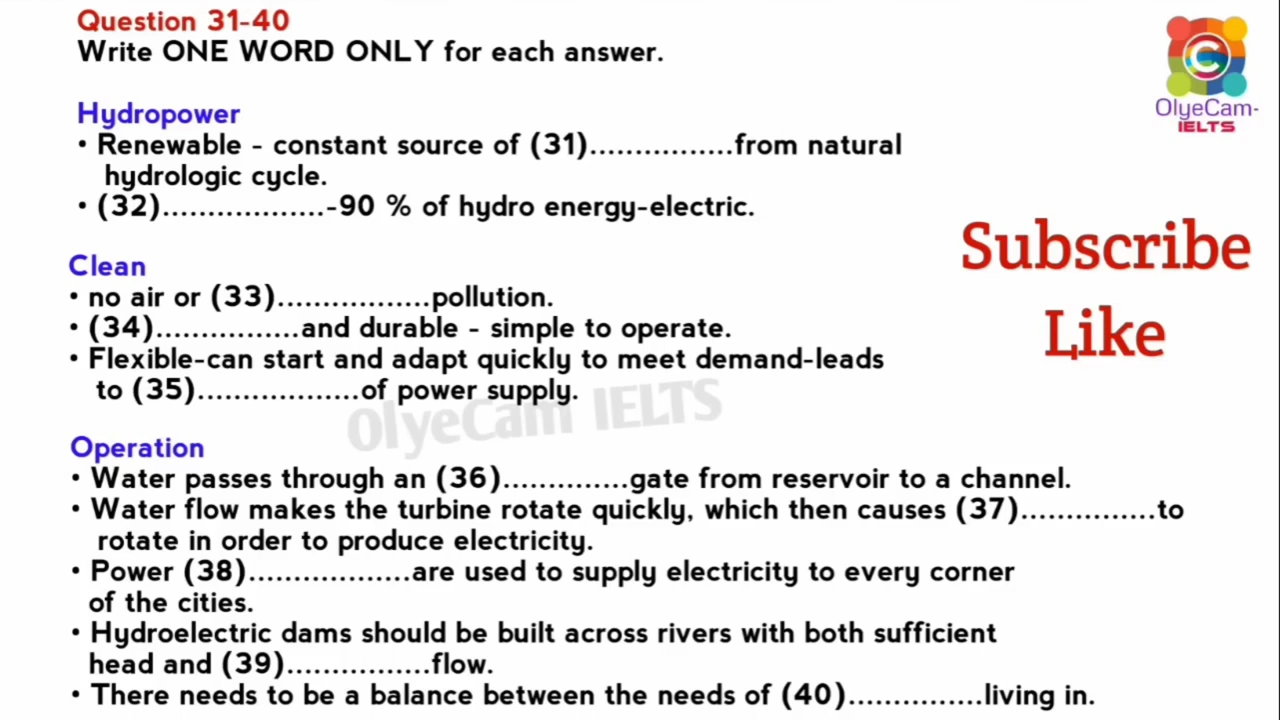 Question 31-40
Write ONE WORD ONLY for each answer.
Hydropower
• Renewable - constant source of (31)................from natural
hydrologic cycle.
• (32)..................-90 % of hydro energy-electric.
Clean
• no air or (33).................pollution.
• (34)................and durable - simple to operate.
• Flexible-can start and adapt quickly to meet demand-leads
to (35)..................of power supply.
Operation
• Water passes through an (36)..............gate from reservoir to a channel.
• Water flow makes the turbine rotate quickly, which then causes (37)...............to
rotate in order to produce electricity.
• Power (38)..................are used to supply electricity to every corner
of the cities.
• Hydroelectric dams should be built across rivers with both sufficient
head and (39)................flow.
• There needs to be a balance between the needs of (40)...............living in.
C
OlyeCam-
IELTS
Subscribe
Like
OlyeCam IELTS